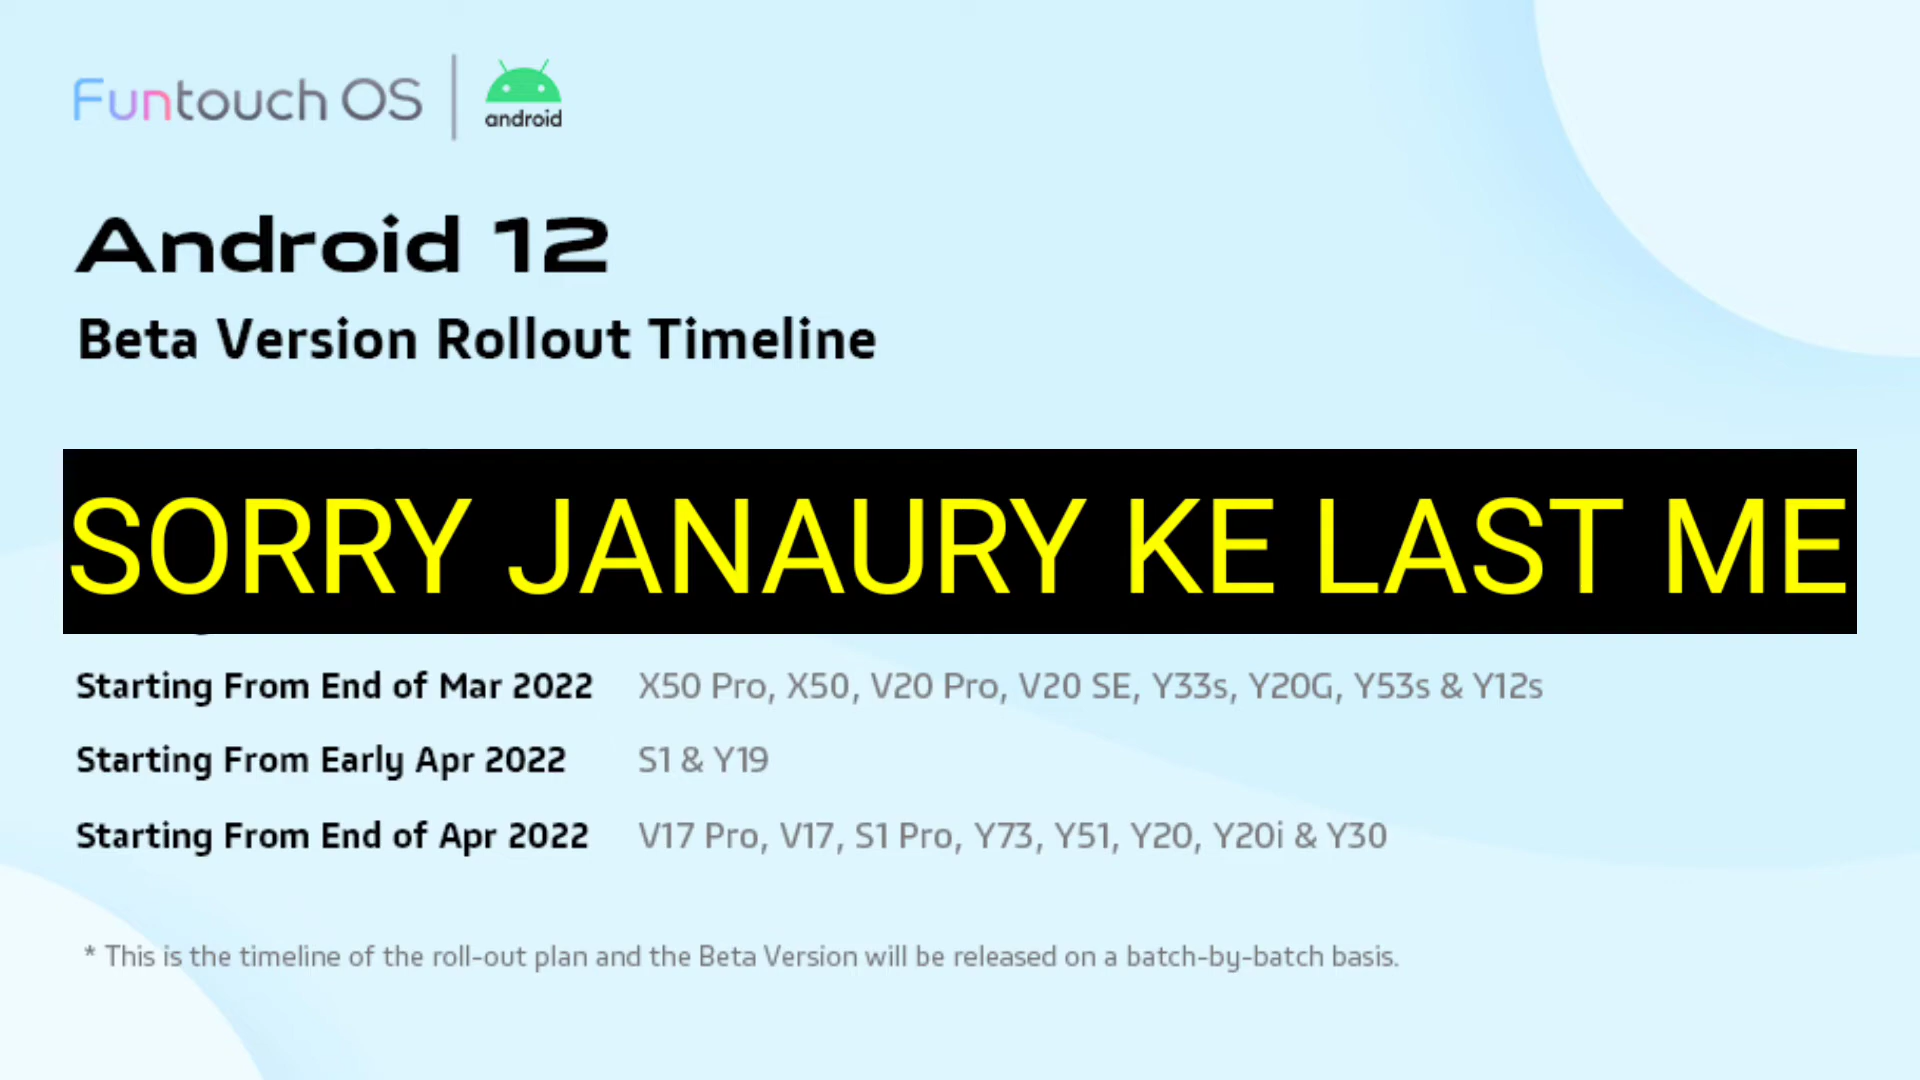 Funtouch OS
android
Android 12
Beta Version Rollout Timeline
SORRY JANAURY KE LAST ME
Starting From End of Mar 2022 X50 Pro, X50, V20 Pro, V20 SE, Y33s, Y20G, Y53s & Y12s
Starting From Early Apr 2022 S1 & Y19
Starting From End of Apr 2022 V17 Pro, V17, S1 Pro, Y73, Y51, Y20, Y20i & Y30
* This is the timeline of the roll-out plan and the Beta Version will be released on a batch-by-batch basis.